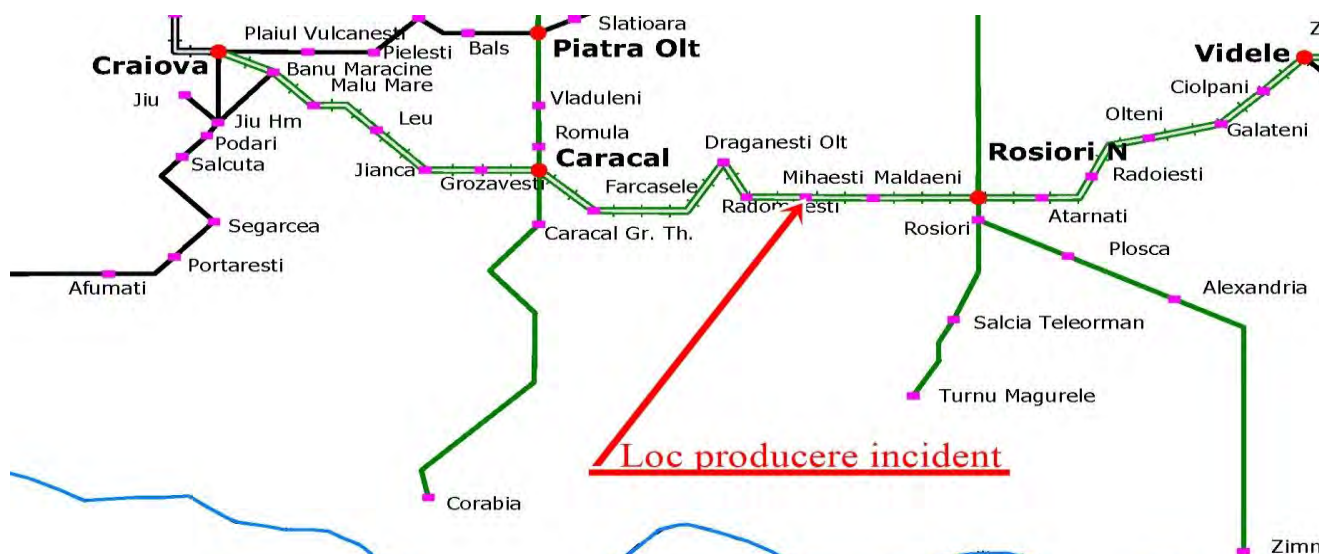 Slatioara
Plaiul Vulcanesti
Bals
Piatra Olt
Videle
Pielesti
Craiova
Banu Maracine
Malu Mare
Ciolpani
Jiu
Vladuleni
Olteni
Jiu Hm
Leu
Galateni
Podari
Romula
Draganesti Olt
Rosiori N
Salcuta
Caracal
Jianca
Grozavesti
Farcasele
Mihaesti
Maldaeni
Radoiesti
Atarnati
Segarcea
Caracal Gr. Th.
Rosiori
Plosca
Portaresti
Afumati
Alexandria
Salcia Teleorman
Turnu Magurele
Loc producere incident
Corabia